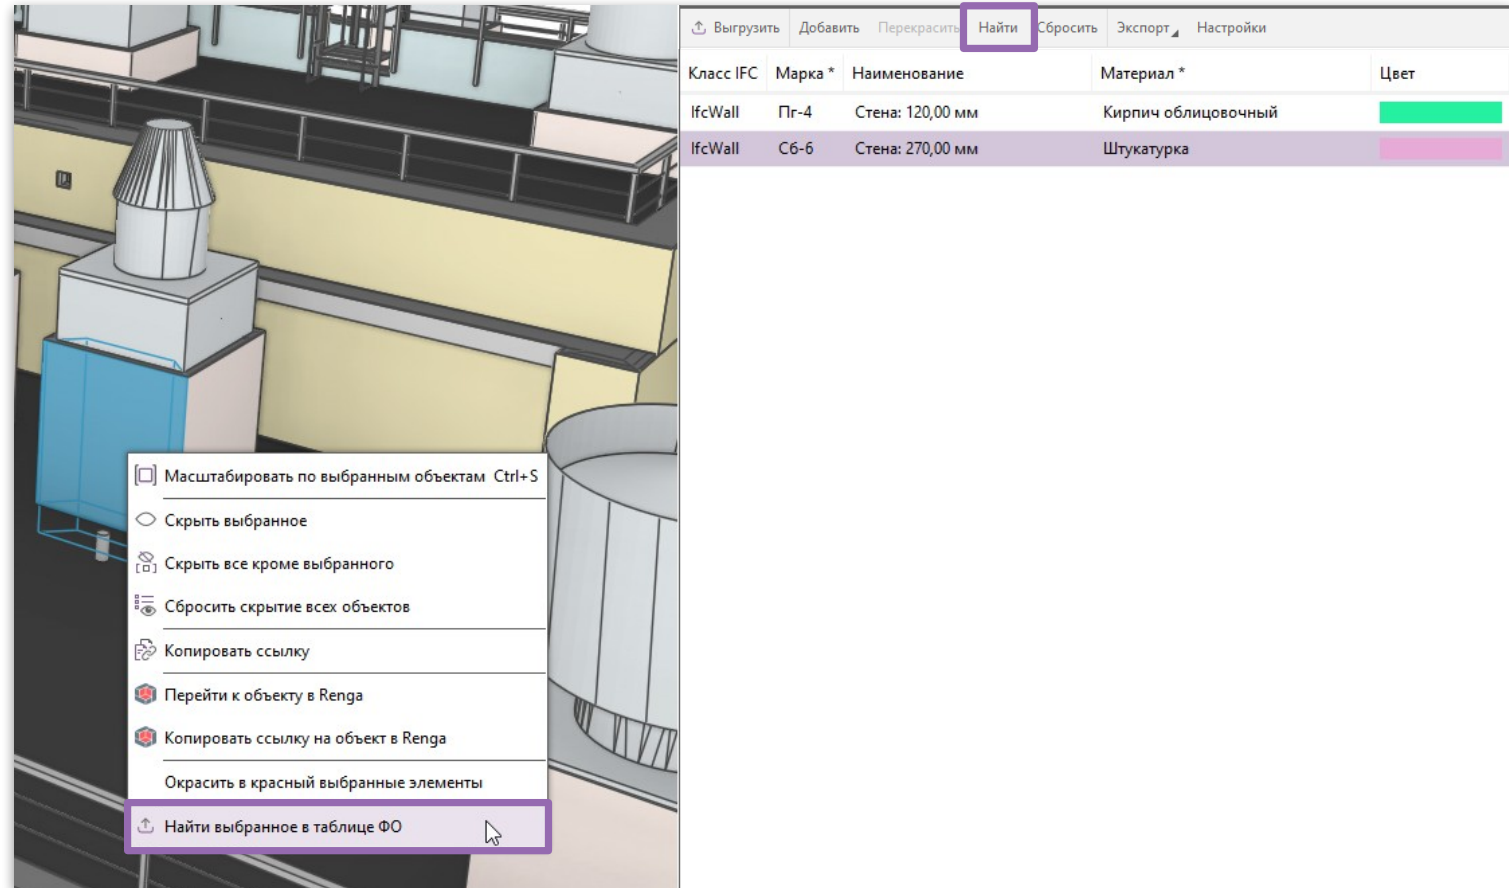 Выгрузить Добавить Перекрасить Найти Сбросить Экспорт Настройки
Класс IFC Марка * Наименование Материал * Цвет
IfcWall Пг-4 Стена: 120,00 мм Кирпич облицовочный
IfcWall С6-6 Стена: 270,00 мм Штукатурка
Масштабировать по выбранным объектам Ctrl+S
Скрыть выбранное
Скрыть все кроме выбранного
Сбросить скрытие всех объектов
Копировать ссылку
Перейти к объекту в Renga
Копировать ссылку на объект в Renga
Окрасить в красный выбранные элементы
Найти выбранное в таблице ФО